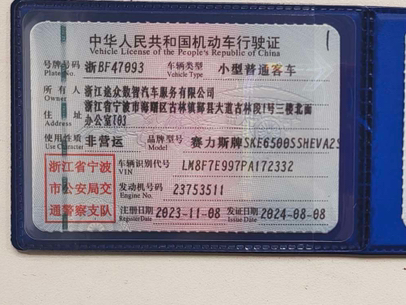 中华人民共和国机动车行驶证
Vehicle License of the People's Republic of China
号牌号码 浙BF47093 车辆类型 小型普通客车
Plate No. Vehicle Type
所有人 浙江途众数智汽车服务有限公司
Owner
住址 浙江省宁波市海曙区古林镇鄞县大道古林段1号三楼北面
Address 办公室[0]
使用性质 非营运 品牌型号 赛力斯牌SKE6500SSHEVA2S
Use Character Model
浙江省宁波市公安局交通警察支队
车辆识别代号 LM8F7E997PA172332
VIN
发动机号码 23753511
Engine No.
注册日期 2023-11-08 发证日期 2024-08-08
Register Date Issue Date